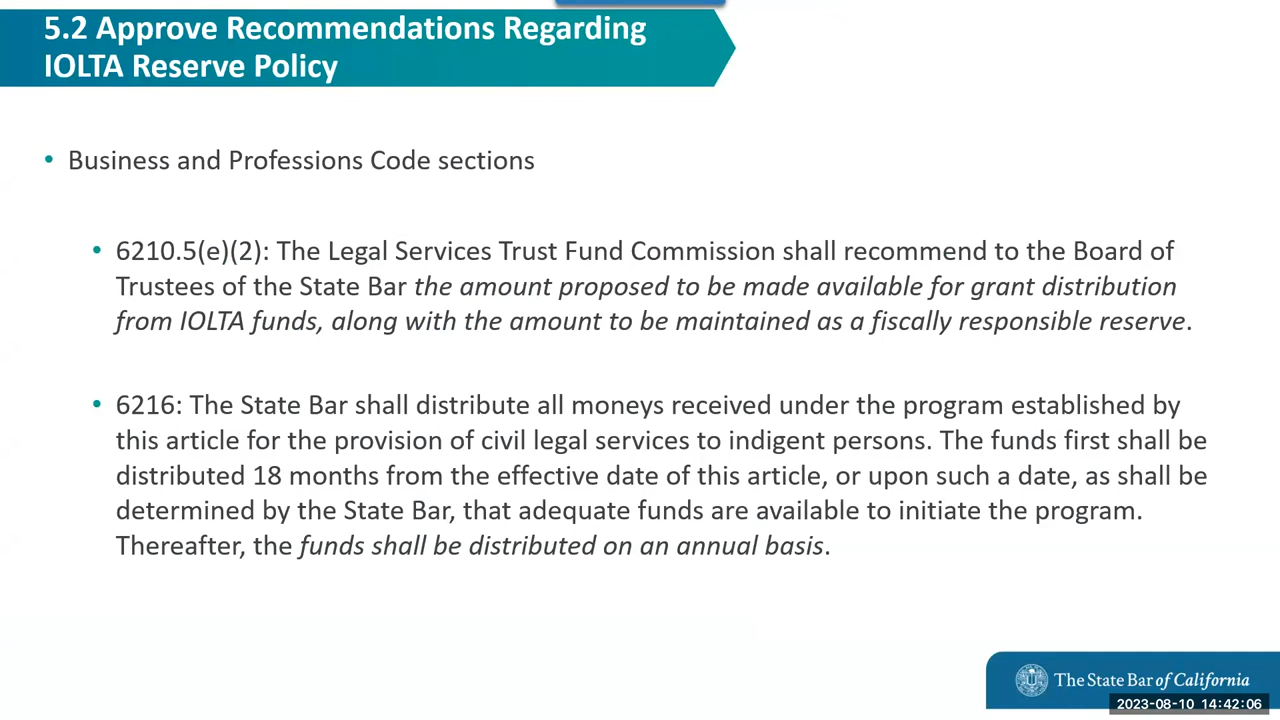 5.2 Approve Recommendations Regarding
IOLTA Reserve Policy
• Business and Professions Code sections
• 6210.5(e)(2): The Legal Services Trust Fund Commission shall recommend to the Board of
Trustees of the State Bar the amount proposed to be made available for grant distribution
from IOLTA funds, along with the amount to be maintained as a fiscally responsible reserve.
• 6216: The State Bar shall distribute all moneys received under the program established by
this article for the provision of civil legal services to indigent persons. The funds first shall be
distributed 18 months from the effective date of this article, or upon such a date, as shall be
determined by the State Bar, that adequate funds are available to initiate the program.
Thereafter, the funds shall be distributed on an annual basis.
The State Bar of California
2023-08-10 14:42:06